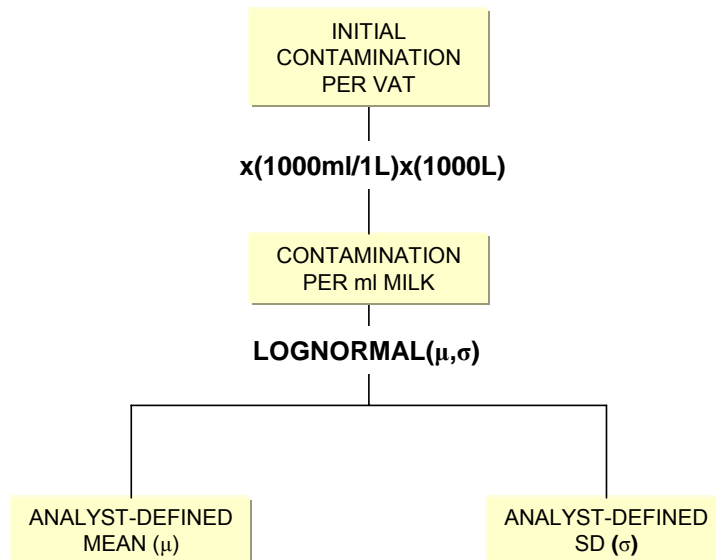 INITIAL
CONTAMINATION
PER VAT
x(1000ml/1L)x(1000L)
CONTAMINATION
PER ml MILK
LOGNORMAL(μ,σ)
ANALYST-DEFINED
MEAN (μ)
ANALYST-DEFINED
SD (σ)